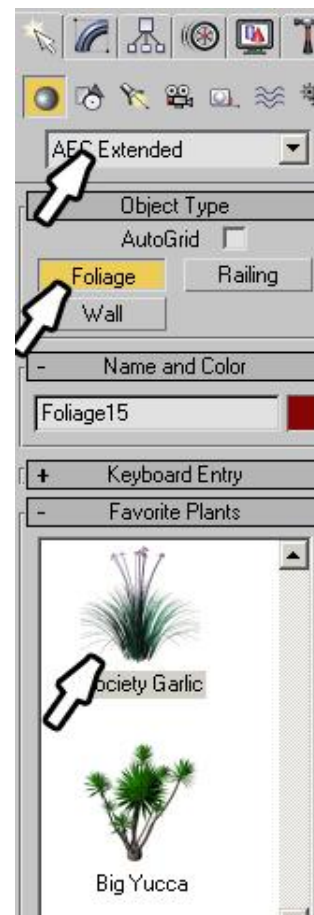 AEC Extended
Object Type
AutoGrid
Foliage Railing
Wall
- Name and Color
Foliage15
+ Keyboard Entry
- Favorite Plants
Society Garlic
Big Yucca